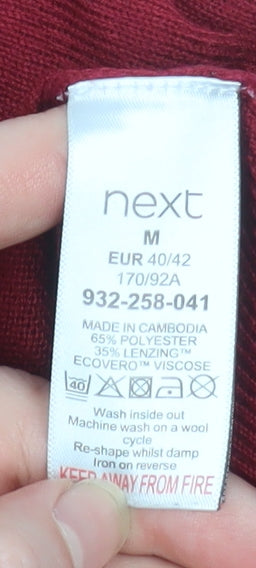 next
M
EUR 40/42
170/92A
932-258-041
MADE IN CAMBODIA
65% POLYESTER
35% LENZING™
ECOVERO™ VISCOSE
40
Wash inside out
Machine wash on a wool
cycle
Re-shape whilst damp
Iron on reverse
KEEP AWAY FROM FIRE